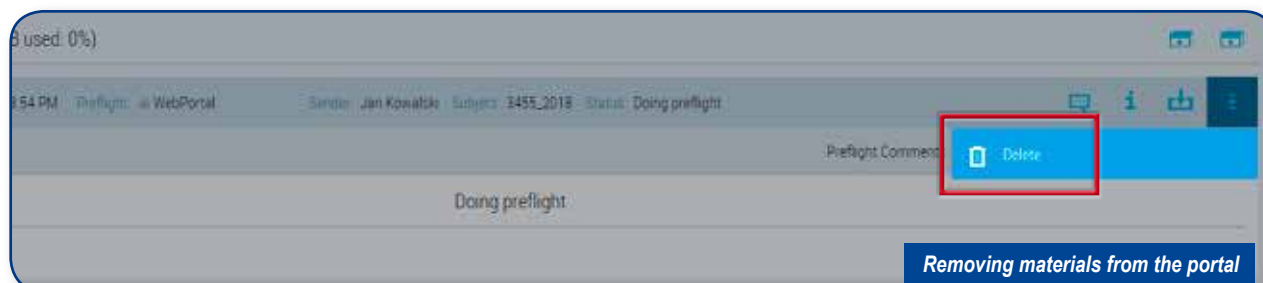 used: 0%)
:54 PM Preflight: WebPortal Sender: Jan Kowalski Subject: 3455_2018 Status: Doing preflight
Preflight Comment
Delete
Doing preflight
Removing materials from the portal